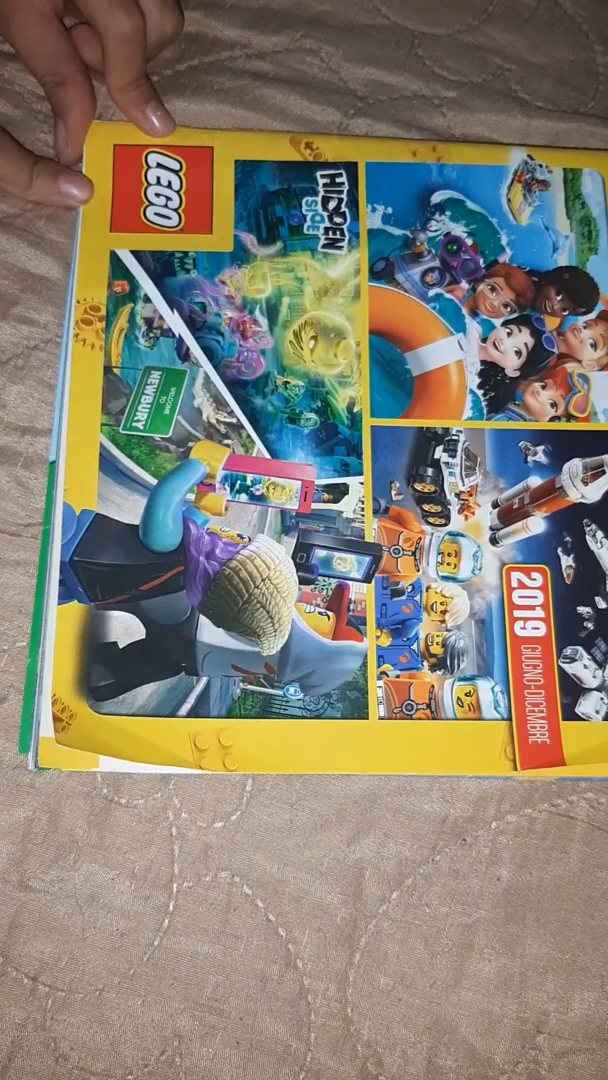 LEGO
HIDDEN
SIDE
WELCOME
TO
NEWBURY
2019 GIUGNO-DICEMBRE